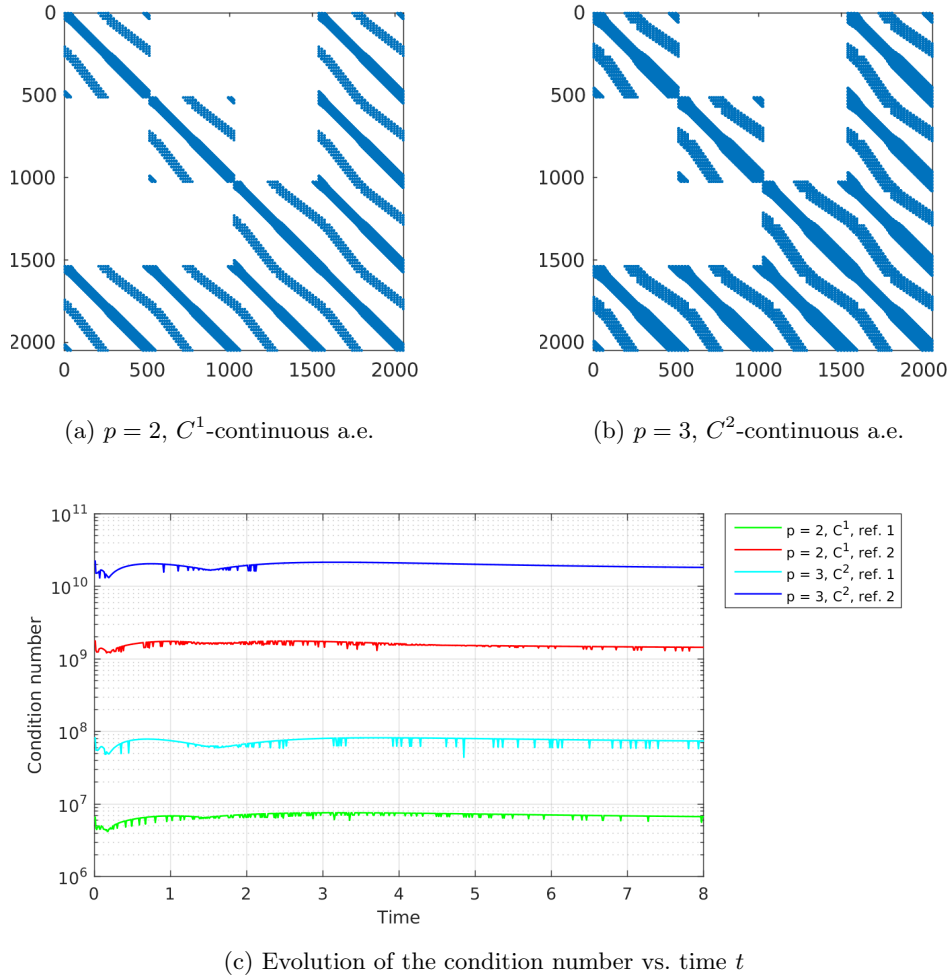 0
500
1000
1500
2000
0 500 1000 1500 2000
(a) p = 2, C¹-continuous a.e.
0
500
1000
1500
2000
0 500 1000 1500 2000
(b) p = 3, C²-continuous a.e.
Condition number
10¹¹
10¹⁰
10⁹
10⁸
10⁷
10⁶
0 1 2 3 4 5 6 7 8
Time
p = 2, C¹, ref. 1
p = 2, C¹, ref. 2
p = 3, C², ref. 1
p = 3, C², ref. 2
(c) Evolution of the condition number vs. time t